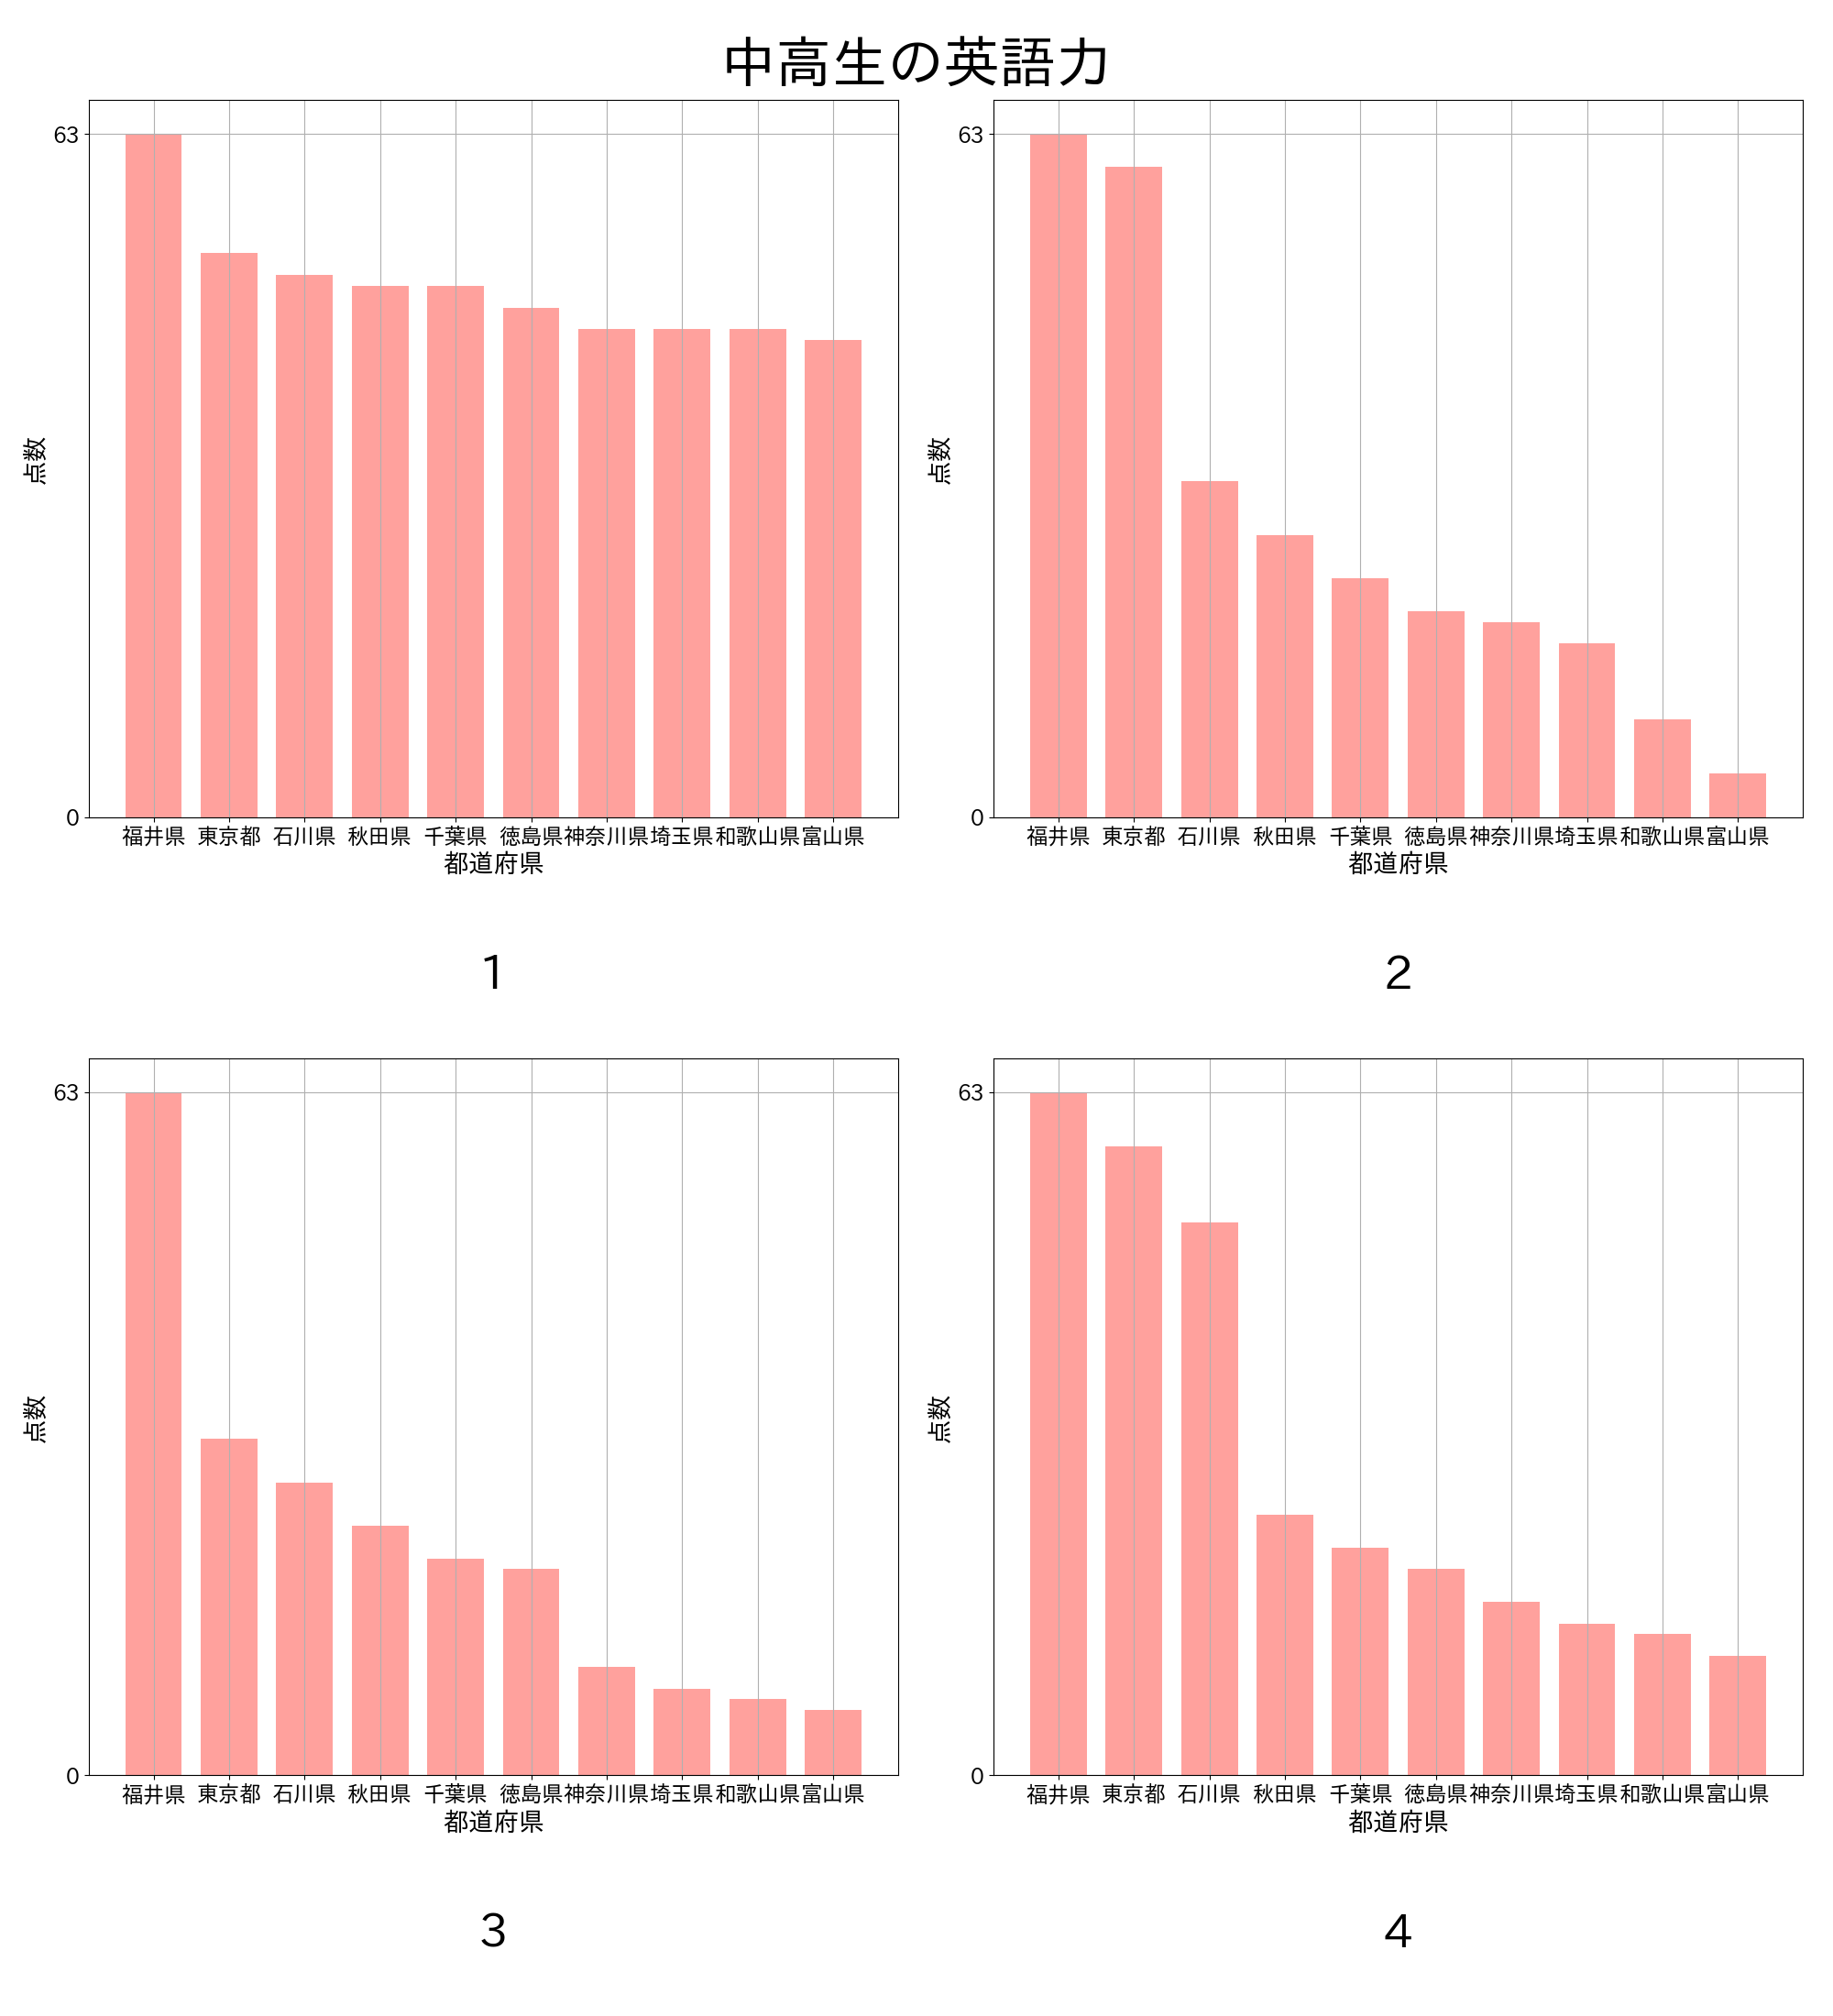 中高生の英語力
63
0
点数
福井県 東京都 石川県 秋田県 千葉県 徳島県 神奈川県 埼玉県 和歌山県 富山県
都道府県
1
63
0
点数
福井県 東京都 石川県 秋田県 千葉県 徳島県 神奈川県 埼玉県 和歌山県 富山県
都道府県
2
63
0
点数
福井県 東京都 石川県 秋田県 千葉県 徳島県 神奈川県 埼玉県 和歌山県 富山県
都道府県
3
63
0
点数
福井県 東京都 石川県 秋田県 千葉県 徳島県 神奈川県 埼玉県 和歌山県 富山県
都道府県
4